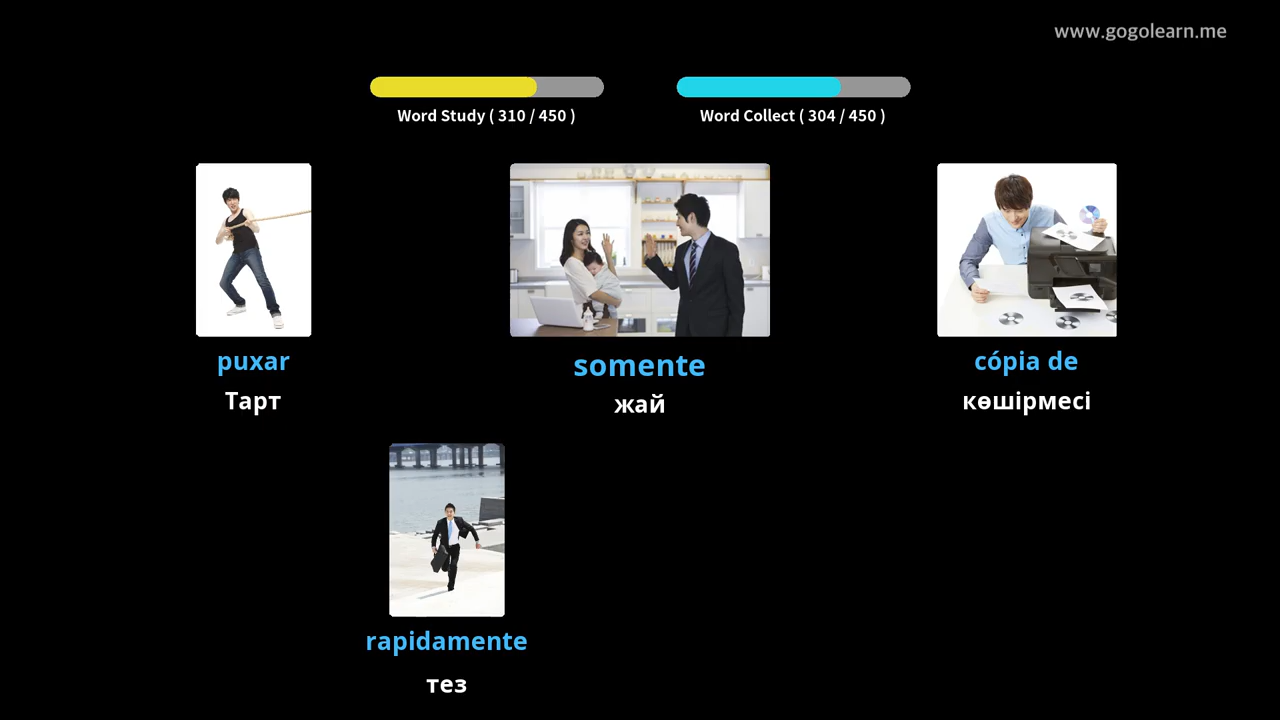 www.gogolearn.me
Word Study ( 310 / 450 )
Word Collect ( 304 / 450 )
puxar
Тарт
somente
жай
cópia de
көшірмесі
rapidamente
тез